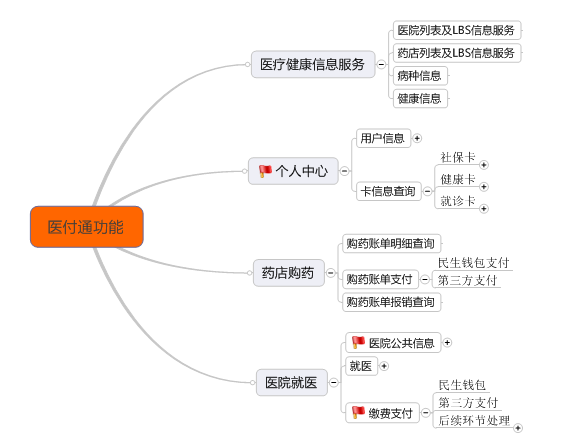 医付通功能
医疗健康信息服务
医院列表及LBS信息服务
药店列表及LBS信息服务
病种信息
健康信息
个人中心
用户信息
卡信息查询
社保卡
健康卡
就诊卡
药店购药
购药账单明细查询
购药账单支付
民生钱包支付
第三方支付
购药账单报销查询
医院就医
医院公共信息
就医
缴费支付
民生钱包
第三方支付
后续环节处理